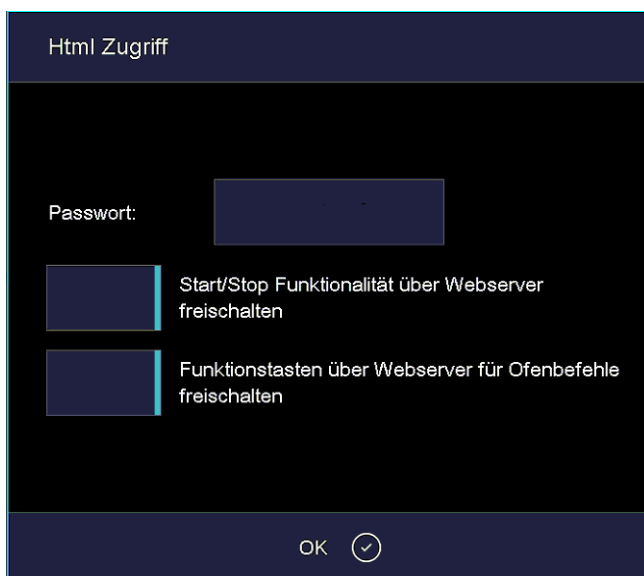 Html Zugriff
Passwort:
Start/Stop Funktionalität über Webserver
freischalten
Funktionstasten über Webserver für Ofenbefehle
freischalten
OK